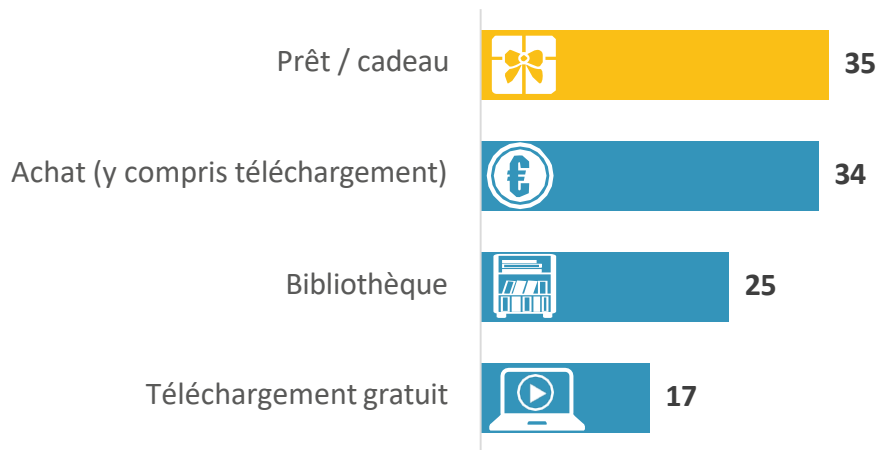 Prêt / cadeau 35
Achat (y compris téléchargement) € 34
Bibliothèque 25
Téléchargement gratuit 17